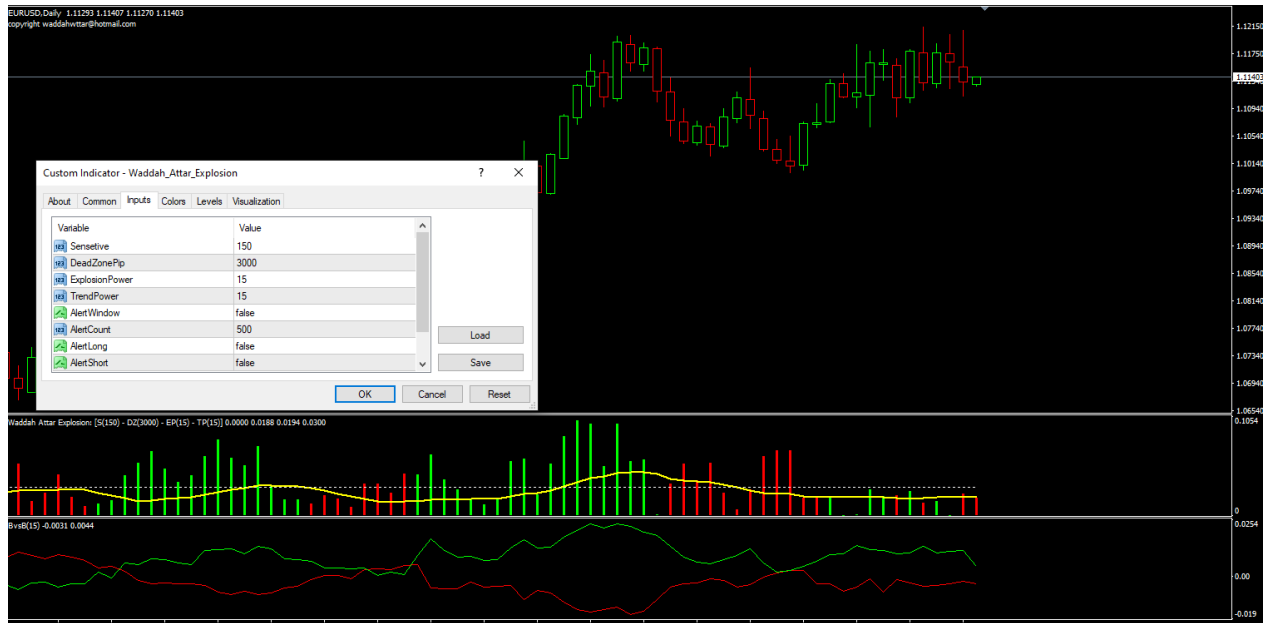 EURUSD,Daily 1.11293 1.11407 1.11270 1.11403
copyright waddahwttar@hotmail.com
1.12150
1.11750
1.11403
1.10940
1.10540
1.10140
1.09740
1.09340
1.08940
1.08540
1.08140
1.07740
1.07340
1.06940
1.06540
Custom Indicator - Waddah_Attar_Explosion
? ×
About Common Inputs Colors Levels Visualization
Variable Value
123 Sensetive 150
123 DeadZonePip 3000
123 ExplosionPower 15
123 TrendPower 15
AlertWindow false
123 AlertCount 500
AlertLong false
AlertShort false
Load
Save
OK Cancel Reset
Waddah Attar Explosion: [S(150) - DZ(3000) - EP(15) - TP(15)] 0.0000 0.0188 0.0194 0.0300
0.1054
0
BvsB(15) -0.0031 0.0044
0.0254
0.00
-0.019